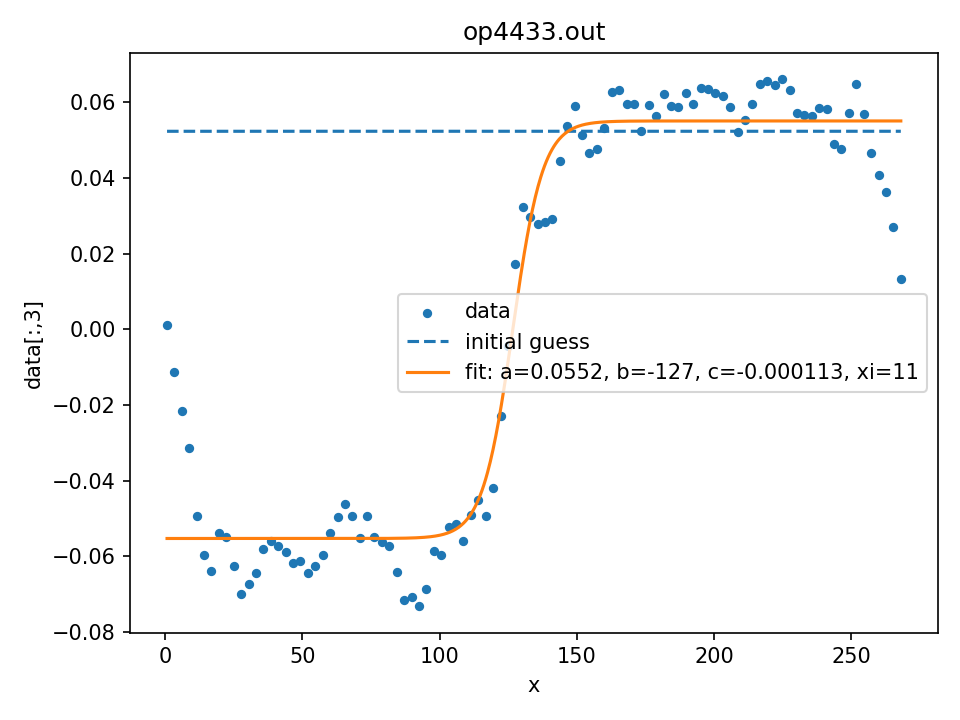 op4433.out
0.06
0.04
0.02
0.00
−0.02
−0.04
−0.06
−0.08
data[:,3]
data
initial guess
fit: a=0.0552, b=-127, c=-0.000113, xi=11
0 50 100 150 200 250
x